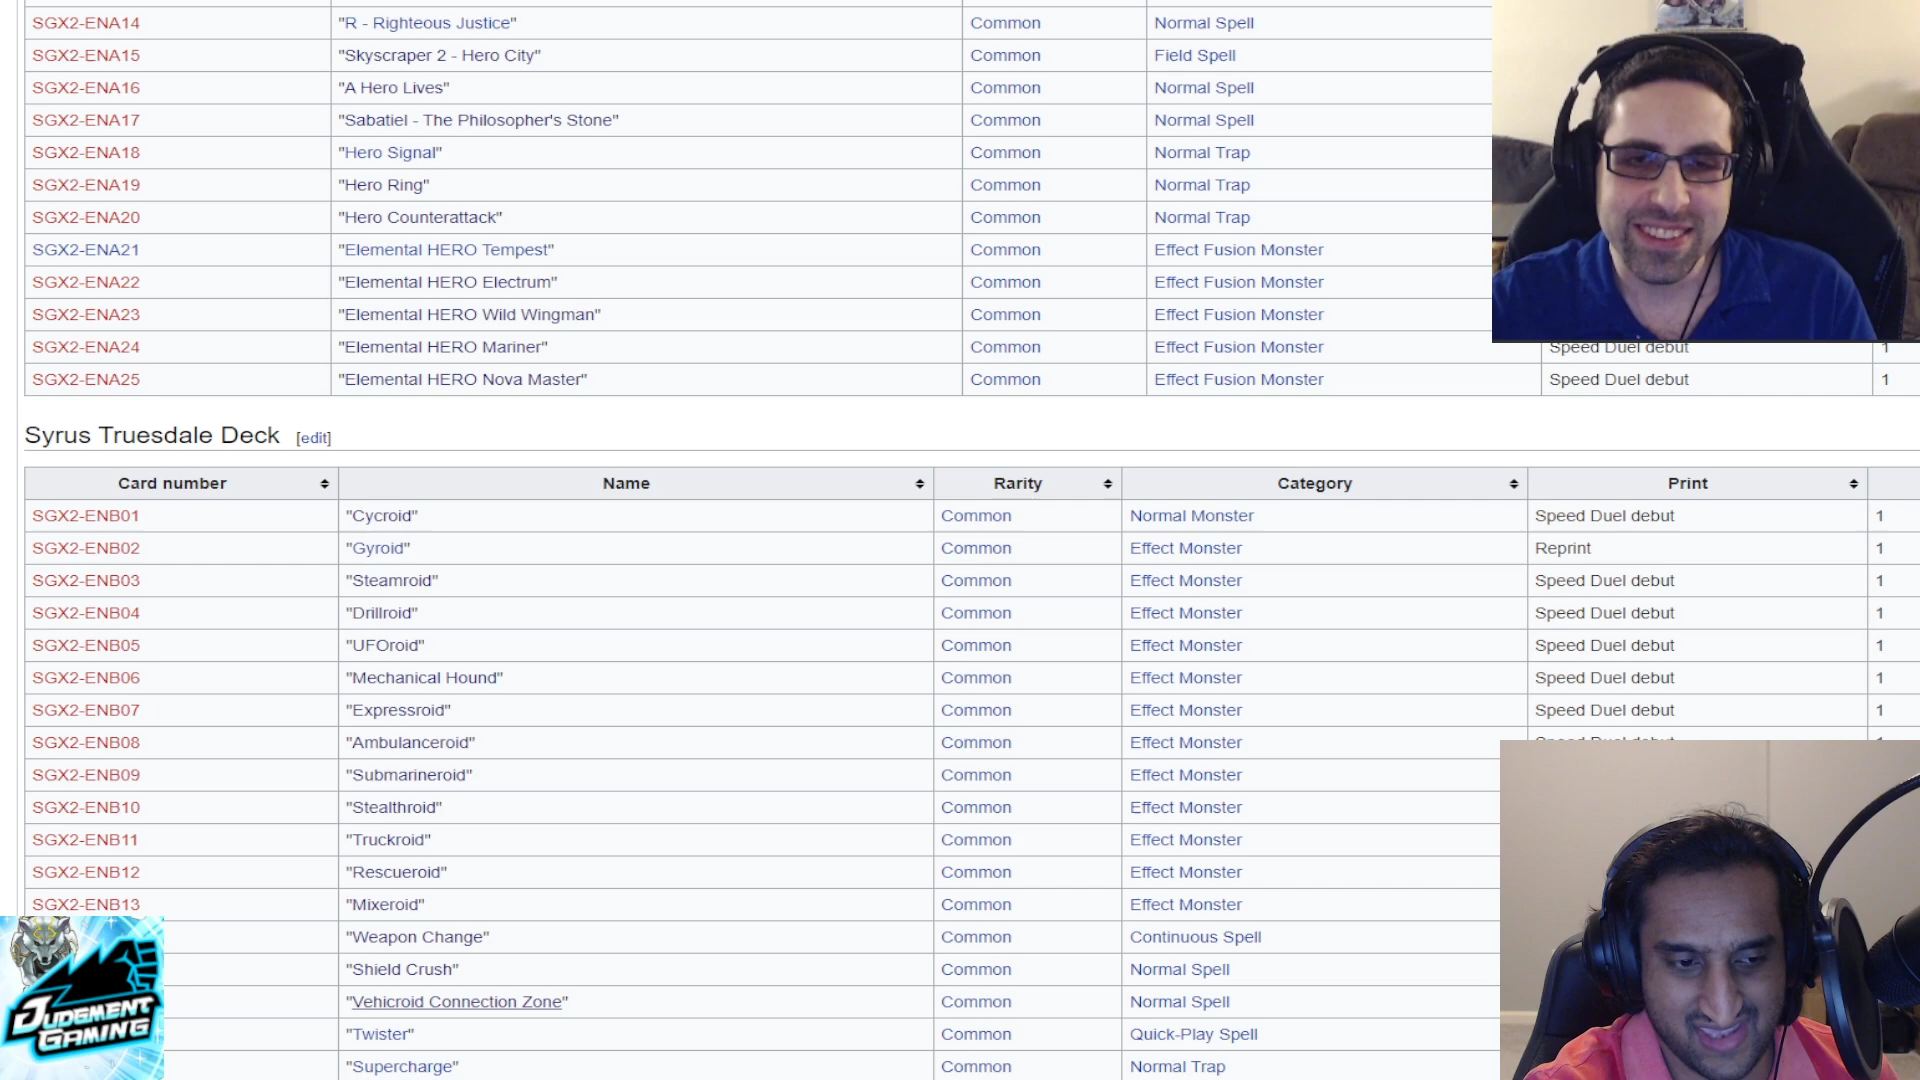 SGX2-ENA14 "R - Righteous Justice" Common Normal Spell
SGX2-ENA15 "Skyscraper 2 - Hero City" Common Field Spell
SGX2-ENA16 "A Hero Lives" Common Normal Spell
SGX2-ENA17 "Sabatiel - The Philosopher's Stone" Common Normal Spell
SGX2-ENA18 "Hero Signal" Common Normal Trap
SGX2-ENA19 "Hero Ring" Common Normal Trap
SGX2-ENA20 "Hero Counterattack" Common Normal Trap
SGX2-ENA21 "Elemental HERO Tempest" Common Effect Fusion Monster
SGX2-ENA22 "Elemental HERO Electrum" Common Effect Fusion Monster
SGX2-ENA23 "Elemental HERO Wild Wingman" Common Effect Fusion Monster
SGX2-ENA24 "Elemental HERO Mariner" Common Effect Fusion Monster Speed Duel debut 1
SGX2-ENA25 "Elemental HERO Nova Master" Common Effect Fusion Monster Speed Duel debut 1
Syrus Truesdale Deck [edit]
Card number Name Rarity Category Print
SGX2-ENB01 "Cycroid" Common Normal Monster Speed Duel debut 1
SGX2-ENB02 "Gyroid" Common Effect Monster Reprint 1
SGX2-ENB03 "Steamroid" Common Effect Monster Speed Duel debut 1
SGX2-ENB04 "Drillroid" Common Effect Monster Speed Duel debut 1
SGX2-ENB05 "UFOroid" Common Effect Monster Speed Duel debut 1
SGX2-ENB06 "Mechanical Hound" Common Effect Monster Speed Duel debut 1
SGX2-ENB07 "Expressroid" Common Effect Monster Speed Duel debut 1
SGX2-ENB08 "Ambulanceroid" Common Effect Monster
SGX2-ENB09 "Submarineroid" Common Effect Monster
SGX2-ENB10 "Stealthroid" Common Effect Monster
SGX2-ENB11 "Truckroid" Common Effect Monster
SGX2-ENB12 "Rescueroid" Common Effect Monster
SGX2-ENB13 "Mixeroid" Common Effect Monster
"Weapon Change" Common Continuous Spell
"Shield Crush" Common Normal Spell
"Vehicroid Connection Zone" Common Normal Spell
"Twister" Common Quick-Play Spell
"Supercharge" Common Normal Trap
JUDGMENT
GAMING